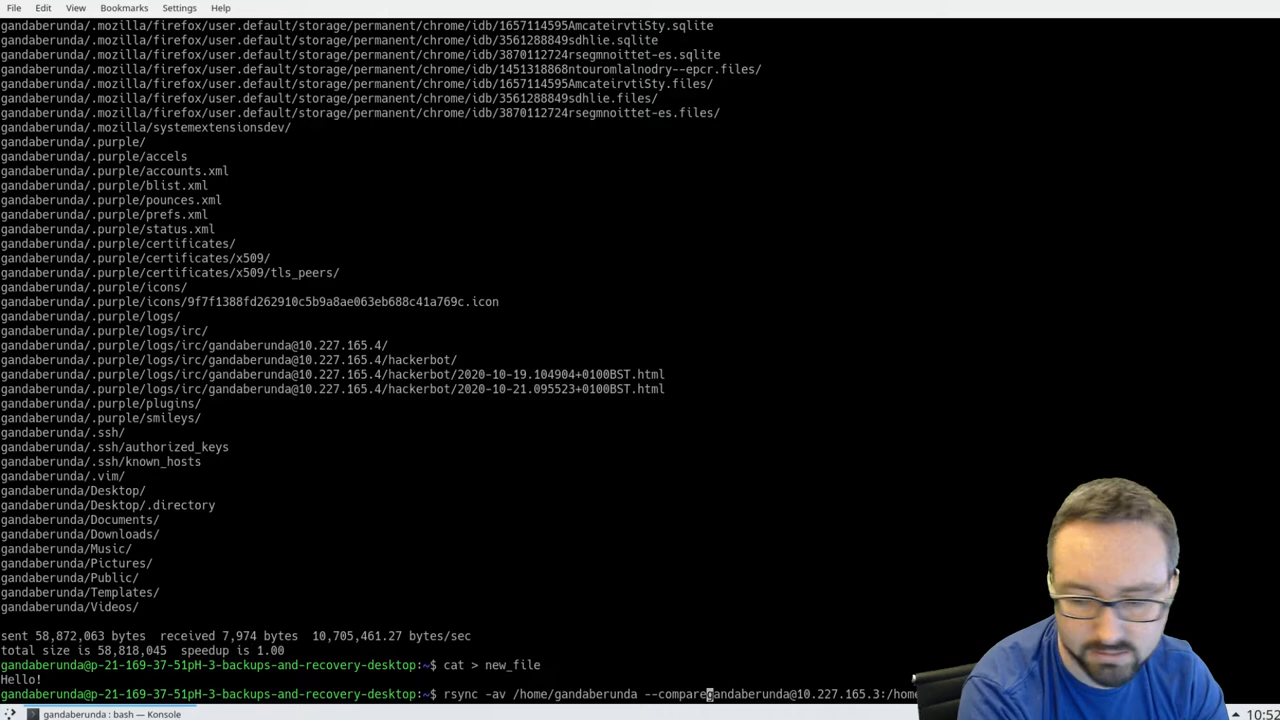 File Edit View Bookmarks Settings Help
gandaberunda/.mozilla/firefox/user.default/storage/permanent/chrome/idb/1657114595AmcateirvtiSty.sqlite
gandaberunda/.mozilla/firefox/user.default/storage/permanent/chrome/idb/3561288849sdhlie.sqlite
gandaberunda/.mozilla/firefox/user.default/storage/permanent/chrome/idb/3870112724rsegmnoittet-es.sqlite
gandaberunda/.mozilla/firefox/user.default/storage/permanent/chrome/idb/1451318868ntouromlalnodry--epcr.files/
gandaberunda/.mozilla/firefox/user.default/storage/permanent/chrome/idb/1657114595AmcateirvtiSty.files/
gandaberunda/.mozilla/firefox/user.default/storage/permanent/chrome/idb/3561288849sdhlie.files/
gandaberunda/.mozilla/firefox/user.default/storage/permanent/chrome/idb/3870112724rsegmnoittet-es.files/
gandaberunda/.mozilla/systemextensionsdev/
gandaberunda/.purple/
gandaberunda/.purple/accels
gandaberunda/.purple/accounts.xml
gandaberunda/.purple/blist.xml
gandaberunda/.purple/pounces.xml
gandaberunda/.purple/prefs.xml
gandaberunda/.purple/status.xml
gandaberunda/.purple/certificates/
gandaberunda/.purple/certificates/x509/
gandaberunda/.purple/certificates/x509/tls_peers/
gandaberunda/.purple/icons/
gandaberunda/.purple/icons/9f7f1388fd262910c5b9a8ae063eb688c41a769c.icon
gandaberunda/.purple/logs/
gandaberunda/.purple/logs/irc/
gandaberunda/.purple/logs/irc/gandaberunda@10.227.165.4/
gandaberunda/.purple/logs/irc/gandaberunda@10.227.165.4/hackerbot/
gandaberunda/.purple/logs/irc/gandaberunda@10.227.165.4/hackerbot/2020-10-19.104904+0100BST.html
gandaberunda/.purple/logs/irc/gandaberunda@10.227.165.4/hackerbot/2020-10-21.095523+0100BST.html
gandaberunda/.purple/plugins/
gandaberunda/.purple/smileys/
gandaberunda/.ssh/
gandaberunda/.ssh/authorized_keys
gandaberunda/.ssh/known_hosts
gandaberunda/.vim/
gandaberunda/Desktop/
gandaberunda/Desktop/.directory
gandaberunda/Documents/
gandaberunda/Downloads/
gandaberunda/Music/
gandaberunda/Pictures/
gandaberunda/Public/
gandaberunda/Templates/
gandaberunda/Videos/
sent 58,872,063 bytes received 7,974 bytes 10,705,461.27 bytes/sec
total size is 58,818,045 speedup is 1.00
gandaberunda@p-21-169-37-51pH-3-backups-and-recovery-desktop:~$ cat > new_file
Hello!
gandaberunda@p-21-169-37-51pH-3-backups-and-recovery-desktop:~$ rsync -av /home/gandaberunda --comparegandaberunda@10.227.165.3:/home
gandaberunda : bash — Konsole
10:52